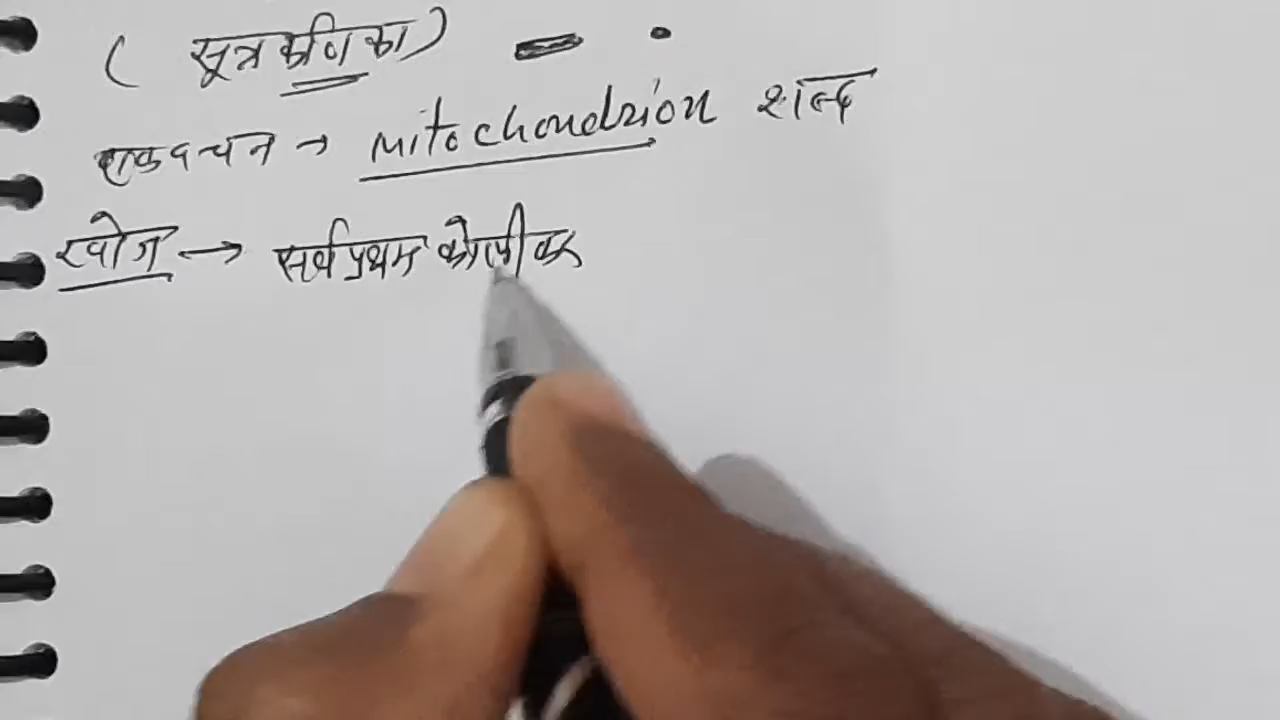 ( सूत्रकणिका)
एकवचन → mitochondrion शब्द
खोज → सर्वप्रथम कोलीकर